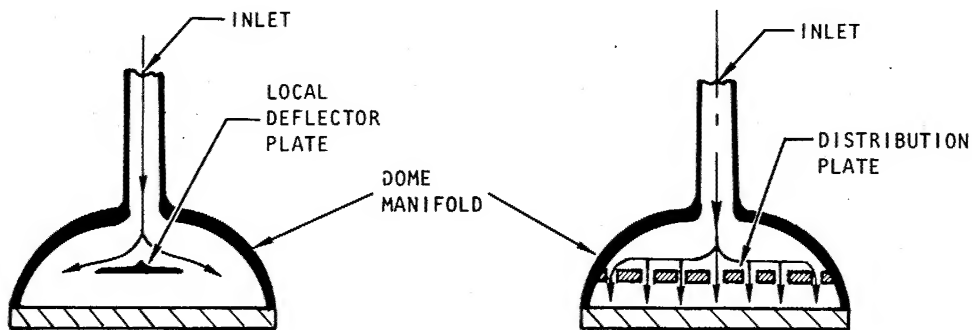 INLET
LOCAL
DEFLECTOR
PLATE
DOME
MANIFOLD
INLET
DISTRIBUTION
PLATE